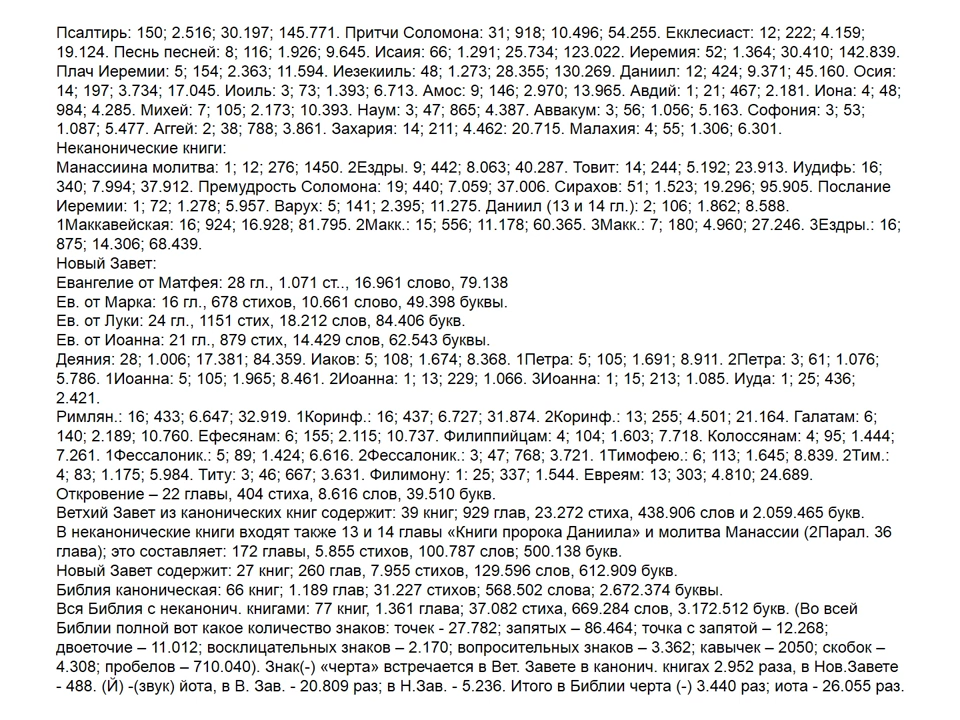 Псалтирь: 150; 2.516; 30.197; 145.771. Притчи Соломона: 31; 918; 10.496; 54.255. Екклесиаст: 12; 222; 4.159;
19.124. Песнь песней: 8; 116; 1.926; 9.645. Исаия: 66; 1.291; 25.734; 123.022. Иеремия: 52; 1.364; 30.410; 142.839.
Плач Иеремии: 5; 154; 2.363; 11.594. Иезекииль: 48; 1.273; 28.355; 130.269. Даниил: 12; 424; 9.371; 45.160. Осия:
14; 197; 3.734; 17.045. Иоиль: 3; 73; 1.393; 6.713. Амос: 9; 146; 2.970; 13.965. Авдий: 1; 21; 467; 2.181. Иона: 4; 48;
984; 4.285. Михей: 7; 105; 2.173; 10.393. Наум: 3; 47; 865; 4.387. Аввакум: 3; 56; 1.056; 5.163. Софония: 3; 53;
1.087; 5.477. Аггей: 2; 38; 788; 3.861. Захария: 14; 211; 4.462: 20.715. Малахия: 4; 55; 1.306; 6.301.
Неканонические книги:
Манассиина молитва: 1; 12; 276; 1450. 2Ездры. 9; 442; 8.063; 40.287. Товит: 14; 244; 5.192; 23.913. Иудифь: 16;
340; 7.994; 37.912. Премудрость Соломона: 19; 440; 7.059; 37.006. Сирахов: 51; 1.523; 19.296; 95.905. Послание
Иеремии: 1; 72; 1.278; 5.957. Варух: 5; 141; 2.395; 11.275. Даниил (13 и 14 гл.): 2; 106; 1.862; 8.588.
1Маккавейская: 16; 924; 16.928; 81.795. 2Макк.: 15; 556; 11.178; 60.365. 3Макк.: 7; 180; 4.960; 27.246. 3Ездры.: 16;
875; 14.306; 68.439.
Новый Завет:
Евангелие от Матфея: 28 гл., 1.071 ст.., 16.961 слово, 79.138
Ев. от Марка: 16 гл., 678 стихов, 10.661 слово, 49.398 буквы.
Ев. от Луки: 24 гл., 1151 стих, 18.212 слов, 84.406 букв.
Ев. от Иоанна: 21 гл., 879 стих, 14.429 слов, 62.543 буквы.
Деяния: 28; 1.006; 17.381; 84.359. Иаков: 5; 108; 1.674; 8.368. 1Петра: 5; 105; 1.691; 8.911. 2Петра: 3; 61; 1.076;
5.786. 1Иоанна: 5; 105; 1.965; 8.461. 2Иоанна: 1; 13; 229; 1.066. 3Иоанна: 1; 15; 213; 1.085. Иуда: 1; 25; 436;
2.421.
Римлян.: 16; 433; 6.647; 32.919. 1Коринф.: 16; 437; 6.727; 31.874. 2Коринф.: 13; 255; 4.501; 21.164. Галатам: 6;
140; 2.189; 10.760. Ефесянам: 6; 155; 2.115; 10.737. Филиппийцам: 4; 104; 1.603; 7.718. Колоссянам: 4; 95; 1.444;
7.261. 1Фессалоник.: 5; 89; 1.424; 6.616. 2Фессалоник.: 3; 47; 768; 3.721. 1Тимофею.: 6; 113; 1.645; 8.839. 2Тим.:
4; 83; 1.175; 5.984. Титу: 3; 46; 667; 3.631. Филимону: 1: 25; 337; 1.544. Евреям: 13; 303; 4.810; 24.689.
Откровение – 22 главы, 404 стиха, 8.616 слов, 39.510 букв.
Ветхий Завет из канонических книг содержит: 39 книг; 929 глав, 23.272 стиха, 438.906 слов и 2.059.465 букв.
В неканонические книги входят также 13 и 14 главы «Книги пророка Даниила» и молитва Манассии (2Парал. 36
глава); это составляет: 172 главы, 5.855 стихов, 100.787 слов; 500.138 букв.
Новый Завет содержит: 27 книг; 260 глав, 7.955 стихов, 129.596 слов, 612.909 букв.
Библия каноническая: 66 книг; 1.189 глав; 31.227 стихов; 568.502 слова; 2.672.374 буквы.
Вся Библия с неканонич. книгами: 77 книг, 1.361 глава; 37.082 стиха, 669.284 слов, 3.172.512 букв. (Во всей
Библии полной вот какое количество знаков: точек - 27.782; запятых – 86.464; точка с запятой – 12.268;
двоеточие – 11.012; восклицательных знаков – 2.170; вопросительных знаков – 3.362; кавычек – 2050; скобок –
4.308; пробелов – 710.040). Знак(-) «черта» встречается в Вет. Завете в канонич. книгах 2.952 раза, в Нов.Завете
- 488. (Й) -(звук) йота, в В. Зав. - 20.809 раз; в Н.Зав. - 5.236. Итого в Библии черта (-) 3.440 раз; иота - 26.055 раз.